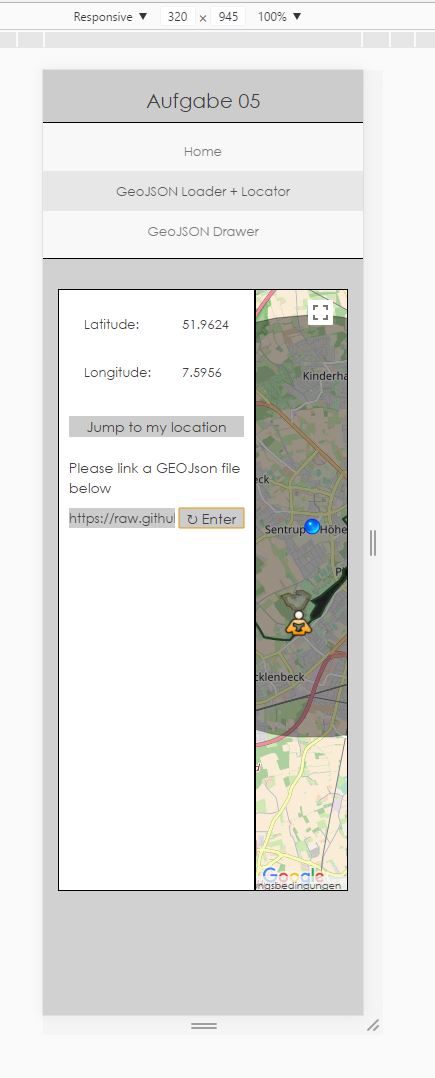 Responsive ▼ 320 × 945 100% ▼
Aufgabe 05
Home
GeoJSON Loader + Locator
GeoJSON Drawer
Latitude: 51.9624
Longitude: 7.5956
Jump to my location
Please link a GEOJson file
below
https://raw.githu
↻ Enter
Kinderha
eck
Sentrup
Höhe
cklenbeck
d
Google
ngsbedingungen